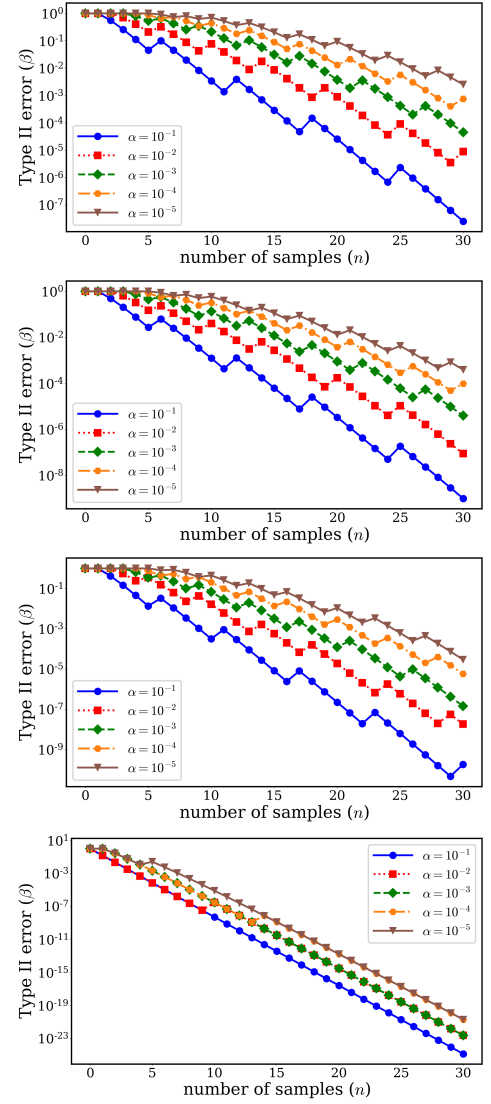 10⁰
10⁻¹
10⁻²
10⁻³
10⁻⁴
10⁻⁵
10⁻⁶
10⁻⁷
Type II error (β)
α = 10⁻¹
α = 10⁻²
α = 10⁻³
α = 10⁻⁴
α = 10⁻⁵
0 5 10 15 20 25 30
number of samples (n)
10⁰
10⁻²
10⁻⁴
10⁻⁶
10⁻⁸
Type II error (β)
α = 10⁻¹
α = 10⁻²
α = 10⁻³
α = 10⁻⁴
α = 10⁻⁵
0 5 10 15 20 25 30
number of samples (n)
10⁻¹
10⁻³
10⁻⁵
10⁻⁷
10⁻⁹
Type II error (β)
α = 10⁻¹
α = 10⁻²
α = 10⁻³
α = 10⁻⁴
α = 10⁻⁵
0 5 10 15 20 25 30
number of samples (n)
10¹
10⁻³
10⁻⁷
10⁻¹¹
10⁻¹⁵
10⁻¹⁹
10⁻²³
Type II error (β)
α = 10⁻¹
α = 10⁻²
α = 10⁻³
α = 10⁻⁴
α = 10⁻⁵
0 5 10 15 20 25 30
number of samples (n)